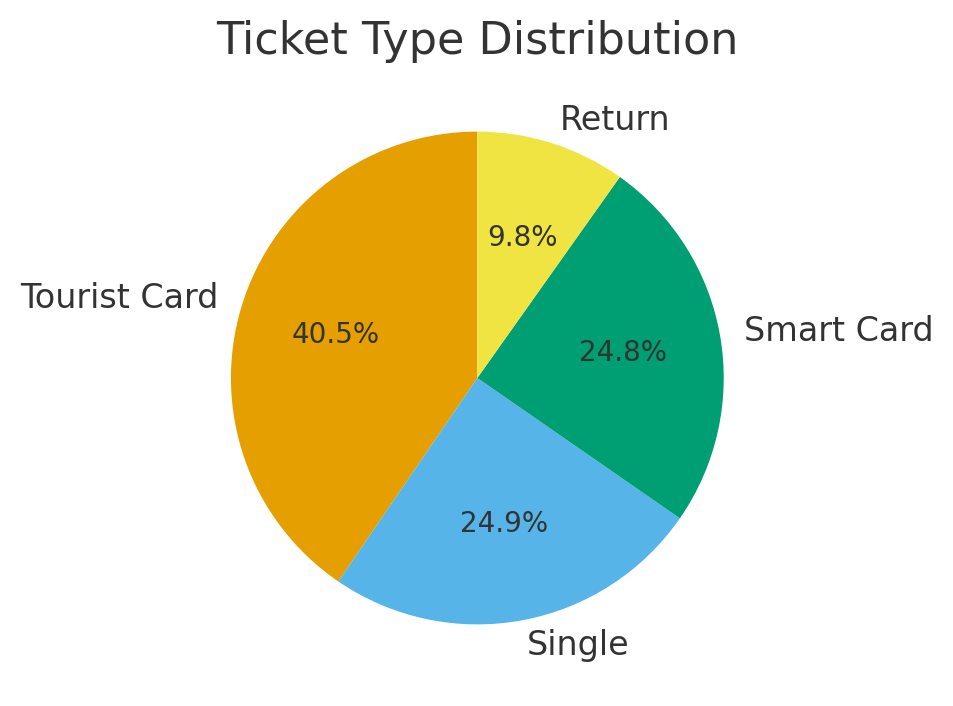 Ticket Type Distribution
Return
9.8%
Tourist Card
40.5%
Smart Card
24.8%
24.9%
Single